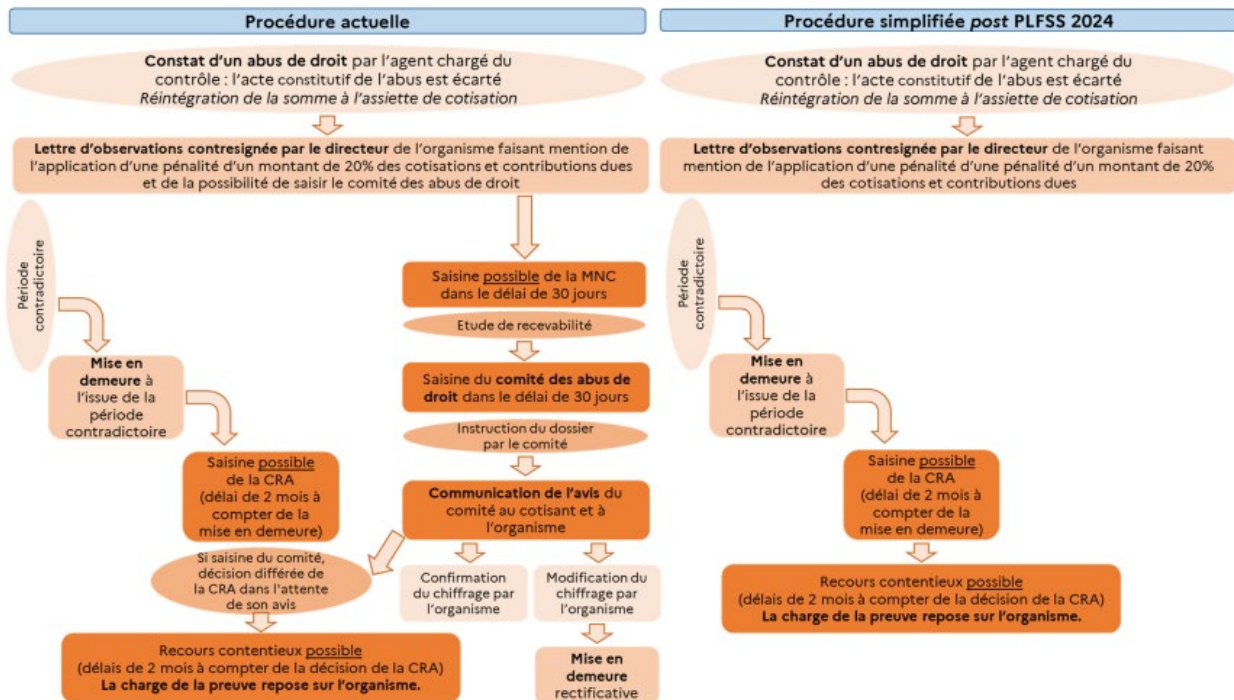 Procédure actuelle
Constat d'un abus de droit par l'agent chargé du
contrôle : l'acte constitutif de l'abus est écarté
Réintégration de la somme à l'assiette de cotisation
Lettre d'observations contresignée par le directeur de l'organisme faisant mention de
l'application d'une pénalité d'un montant de 20% des cotisations et contributions dues
et de la possibilité de saisir le comité des abus de droit
Période
contradictoire
Mise en
demeure à
l'issue de la
période
contradictoire
Saisine possible
de la CRA
(délai de 2 mois à
compter de la
mise en demeure)
Saisine possible de la MNC
dans le délai de 30 jours
Etude de recevabilité
Saisine du comité des abus de
droit dans le délai de 30 jours
Instruction du dossier
par le comité
Communication de l'avis du
comité au cotisant et à
l'organisme
Si saisine du comité,
décision différée de
la CRA dans l'attente
de son avis
Confirmation
du chiffrage par
l'organisme
Modification du
chiffrage par
l'organisme
Mise en
demeure
rectificative
Recours contentieux possible
(délais de 2 mois à compter de la décision de la CRA)
La charge de la preuve repose sur l'organisme.
Procédure simplifiée post PLFSS 2024
Constat d'un abus de droit par l'agent chargé du
contrôle : l'acte constitutif de l'abus est écarté
Réintégration de la somme à l'assiette de cotisation
Lettre d'observations contresignée par le directeur de l'organisme faisant
mention de l'application d'une pénalité d'une pénalité d'un montant de 20%
des cotisations et contributions dues
Période
contradictoire
Mise en
demeure à
l'issue de la
période
contradictoire
Saisine possible
de la CRA
(délai de 2 mois à
compter de la
mise en demeure)
Recours contentieux possible
(délais de 2 mois à compter de la décision de la CRA)
La charge de la preuve repose sur l'organisme.